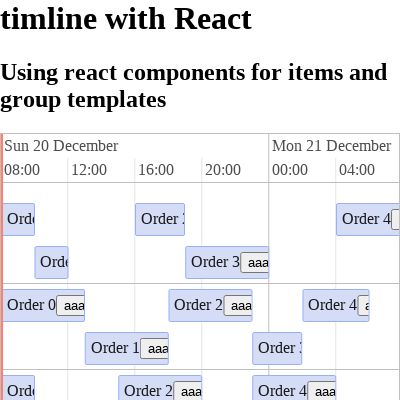 timline with React
Using react components for items and
group templates
Sun 20 December Mon 21 December
08:00 12:00 16:00 20:00 00:00 04:00
Order 4
Order 3 aaa
Order 0 aaa Order 2 aaa Order 4
Order 1 aaa Order
Order 2 aaa Order 4 aaa